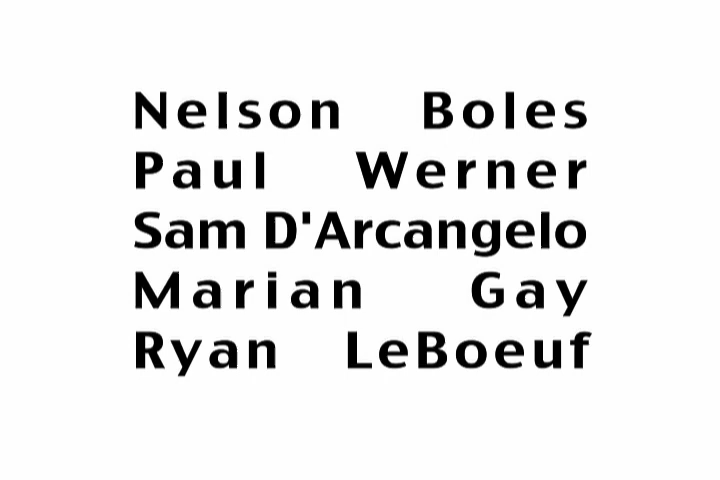 Nelson Boles
Paul Werner
Sam D'Arcangelo
Marian Gay
Ryan LeBoeuf